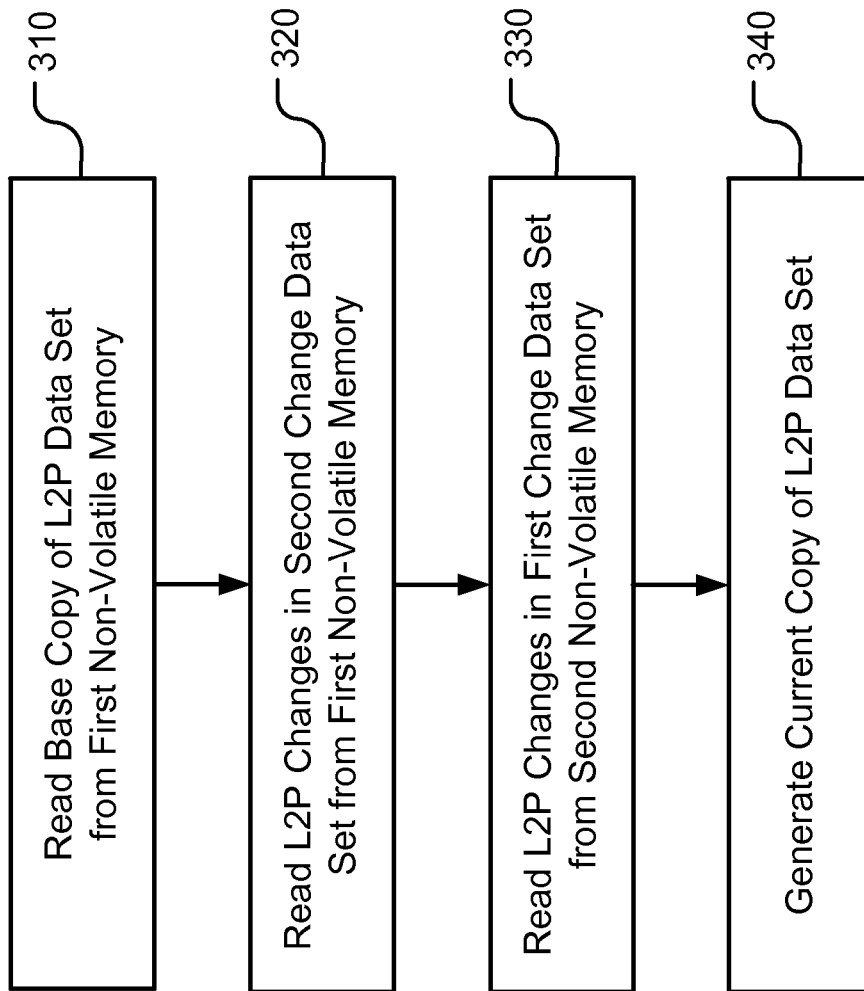 310
Read Base Copy of L2P Data Set
from First Non-Volatile Memory
320
Read L2P Changes in Second Change Data
Set from First Non-Volatile Memory
330
Read L2P Changes in First Change Data Set
from Second Non-Volatile Memory
340
Generate Current Copy of L2P Data Set